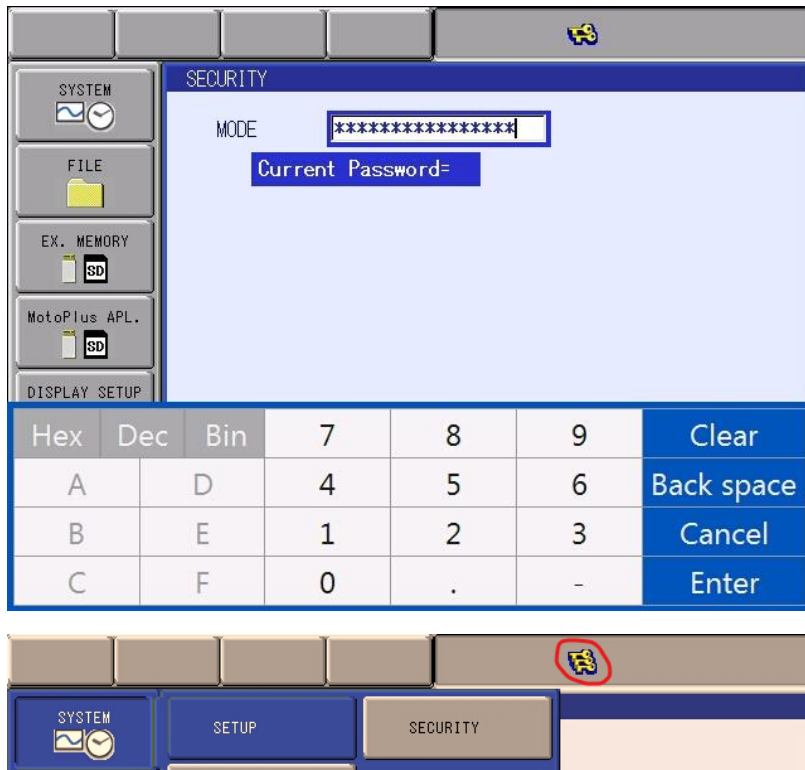 SECURITY
SYSTEM
MODE
****************
Current Password=
FILE
EX. MEMORY
SD
MotoPlus APL.
SD
DISPLAY SETUP
Hex Dec Bin 7 8 9 Clear
A D 4 5 6 Back space
B E 1 2 3 Cancel
C F 0 . - Enter
SYSTEM
SETUP
SECURITY